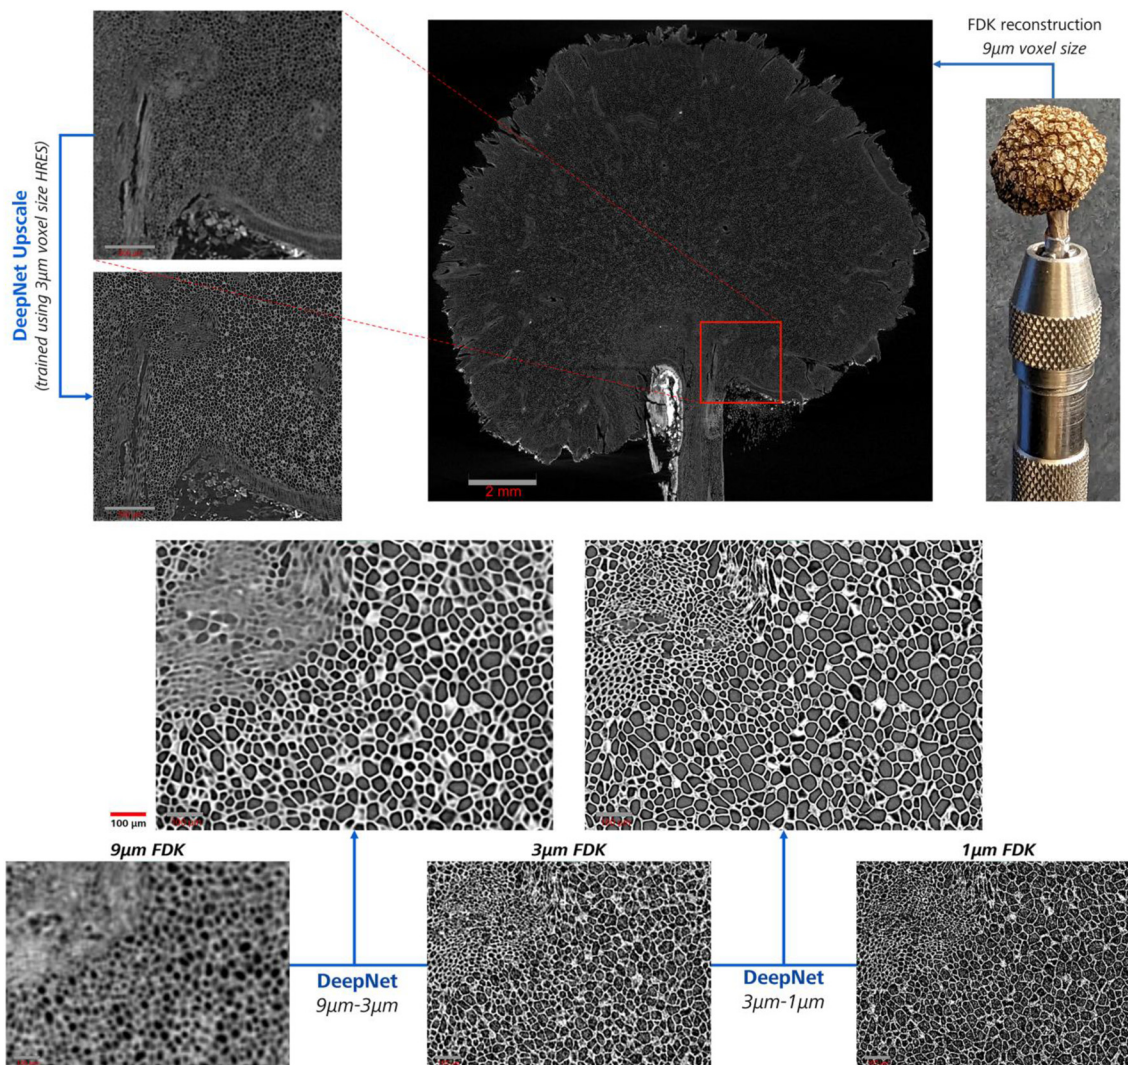 FDK reconstruction
9µm voxel size
DeepNet Upscale
(trained using 3µm voxel size HRES)
2 mm
100 µm
9µm FDK
3µm FDK
1µm FDK
DeepNet
9µm-3µm
DeepNet
3µm-1µm